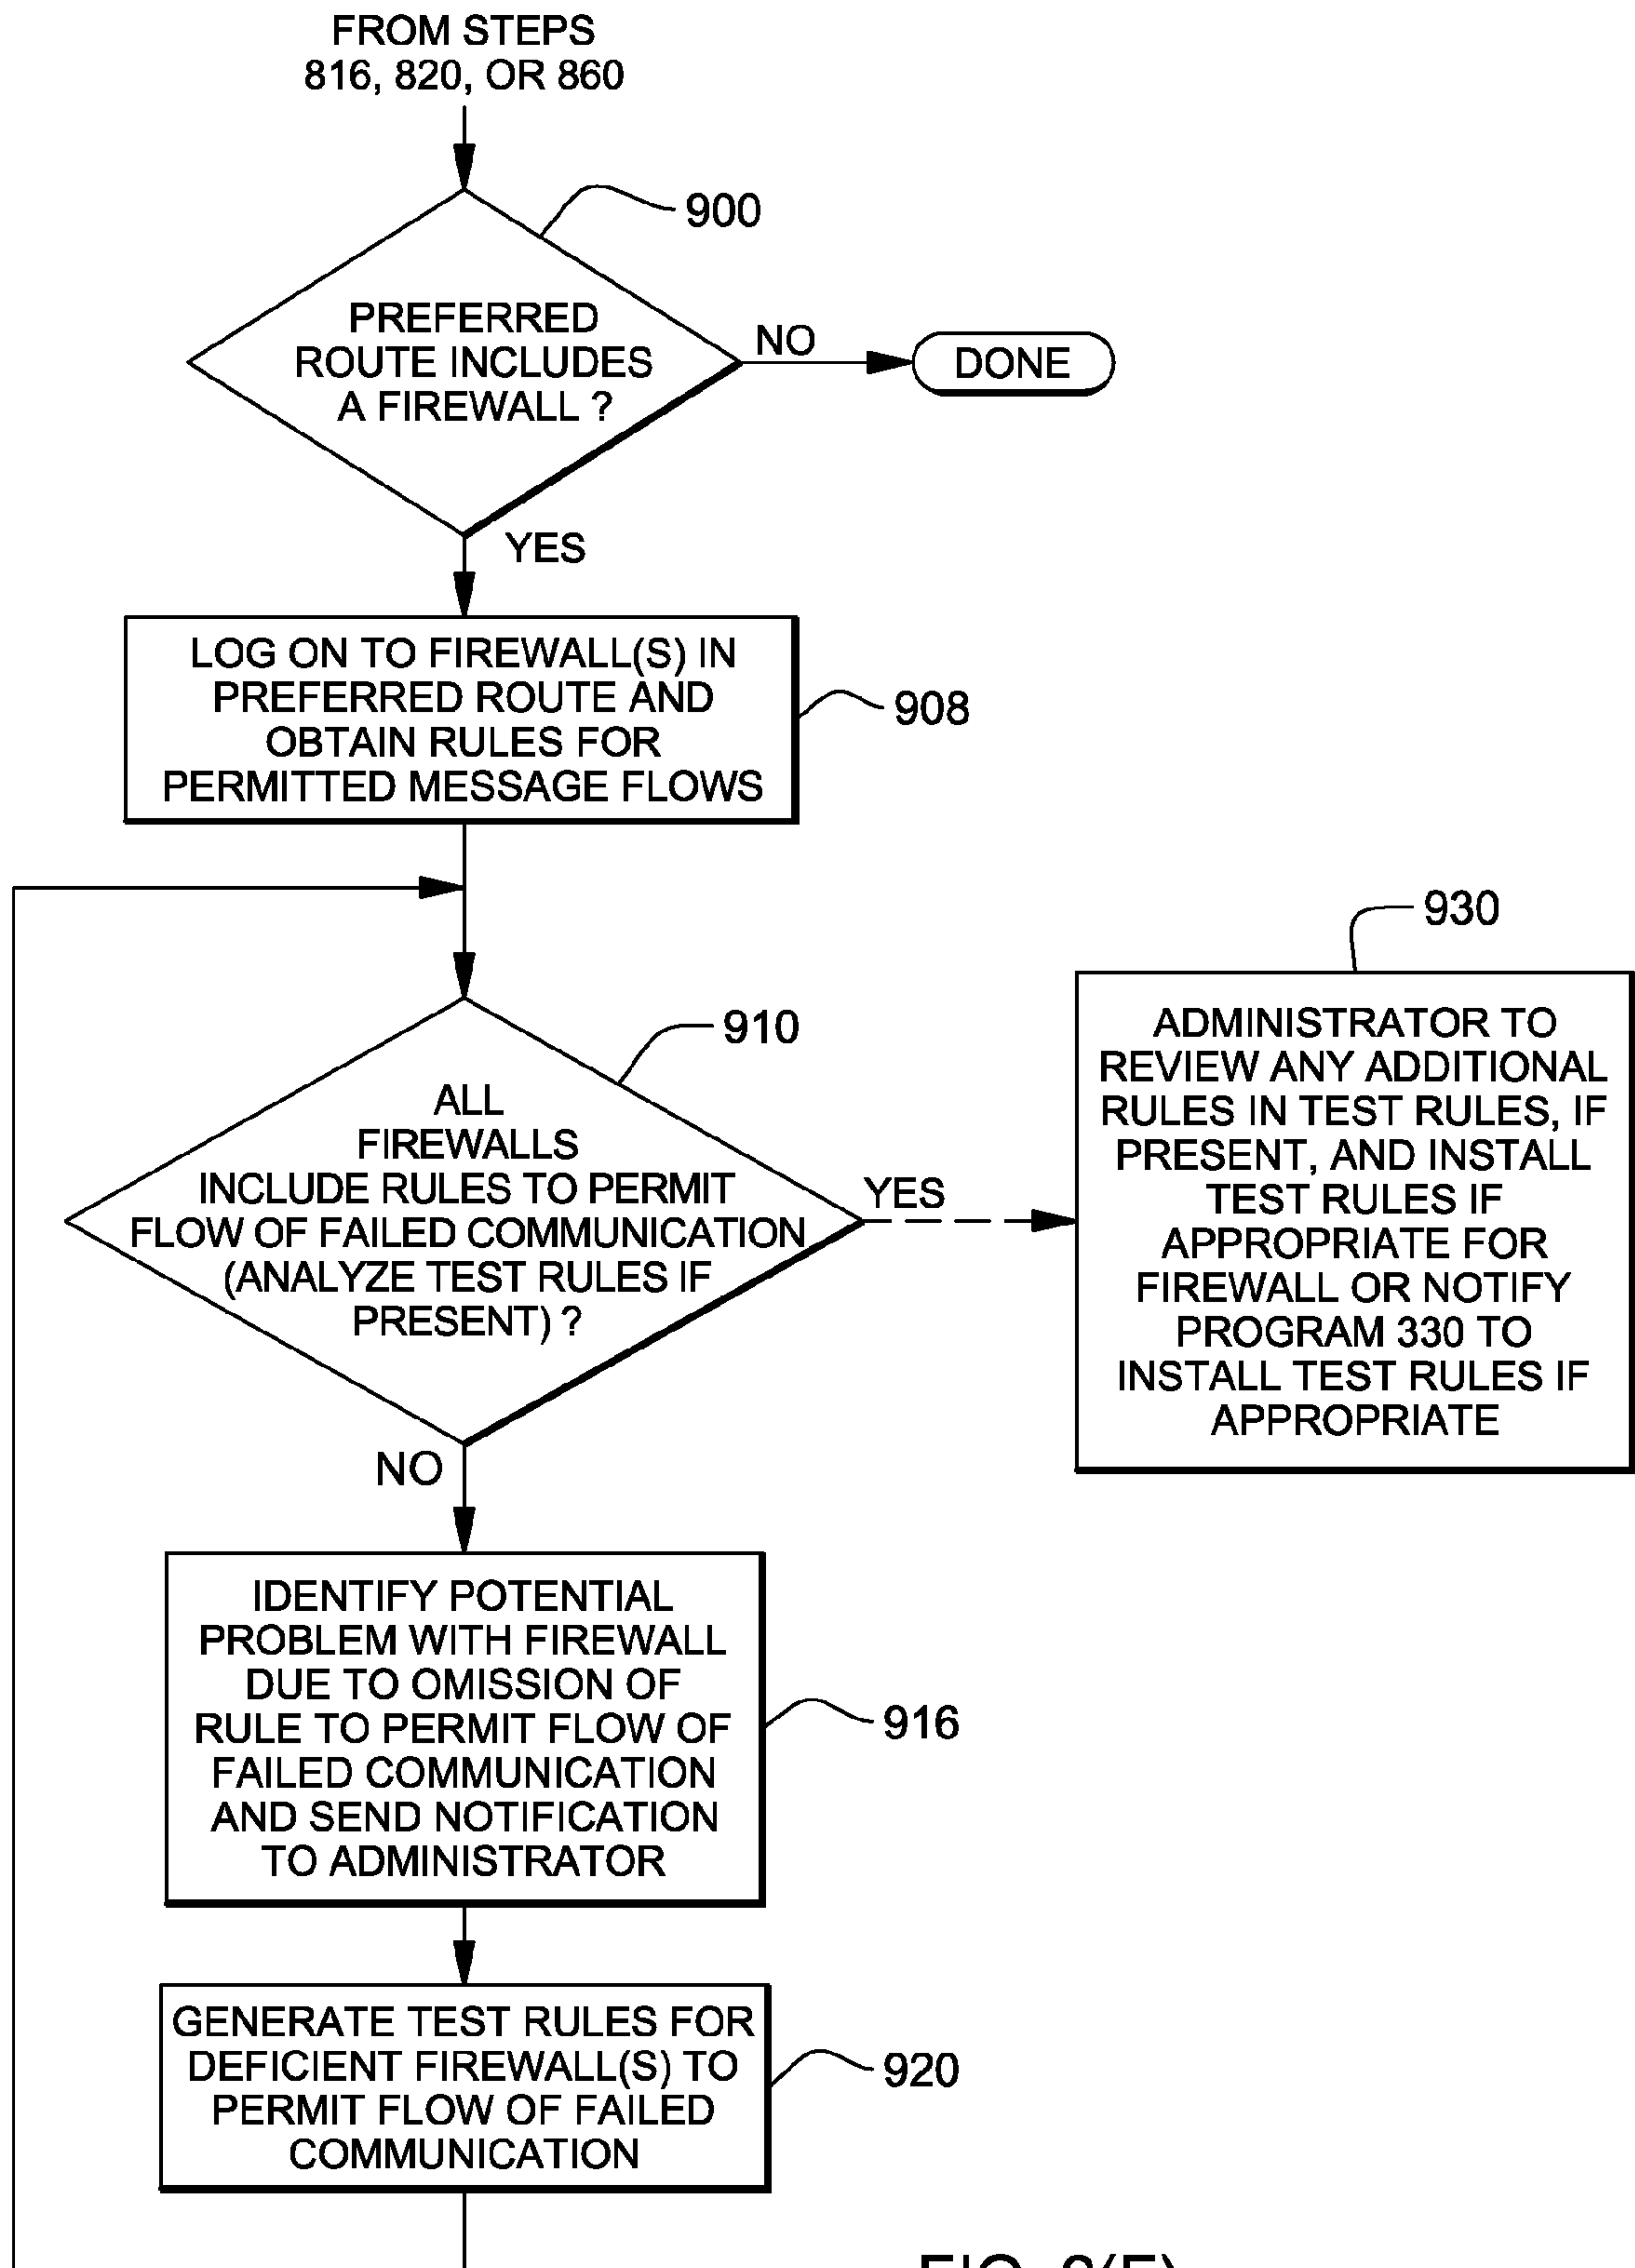 FROM STEPS
816, 820, OR 860
900
PREFERRED
ROUTE INCLUDES
A FIREWALL ?
NO
DONE
YES
LOG ON TO FIREWALL(S) IN
PREFERRED ROUTE AND
OBTAIN RULES FOR
PERMITTED MESSAGE FLOWS
908
910
ALL
FIREWALLS
INCLUDE RULES TO PERMIT
FLOW OF FAILED COMMUNICATION
(ANALYZE TEST RULES IF
PRESENT) ?
YES
930
ADMINISTRATOR TO
REVIEW ANY ADDITIONAL
RULES IN TEST RULES, IF
PRESENT, AND INSTALL
TEST RULES IF
APPROPRIATE FOR
FIREWALL OR NOTIFY
PROGRAM 330 TO
INSTALL TEST RULES IF
APPROPRIATE
NO
IDENTIFY POTENTIAL
PROBLEM WITH FIREWALL
DUE TO OMISSION OF
RULE TO PERMIT FLOW OF
FAILED COMMUNICATION
AND SEND NOTIFICATION
TO ADMINISTRATOR
916
GENERATE TEST RULES FOR
DEFICIENT FIREWALL(S) TO
PERMIT FLOW OF FAILED
COMMUNICATION
920
FIG.